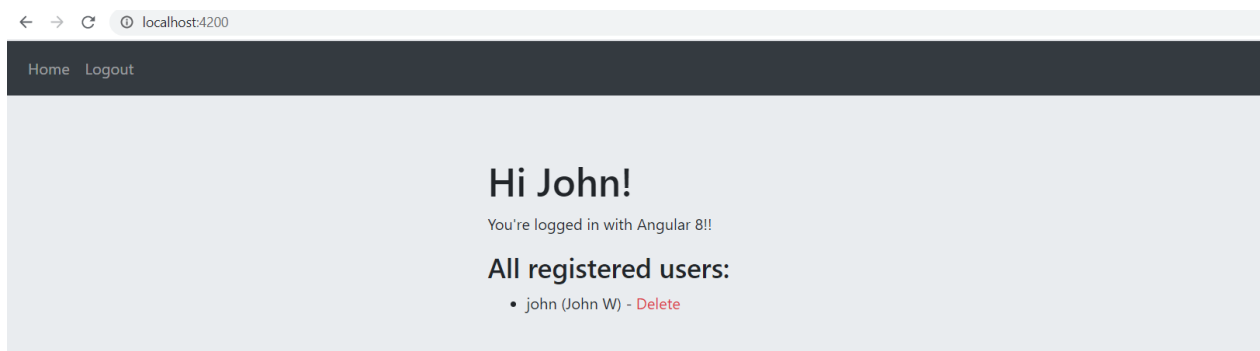 localhost:4200
Home Logout
Hi John!
You're logged in with Angular 8!!
All registered users:
john (John W) - Delete